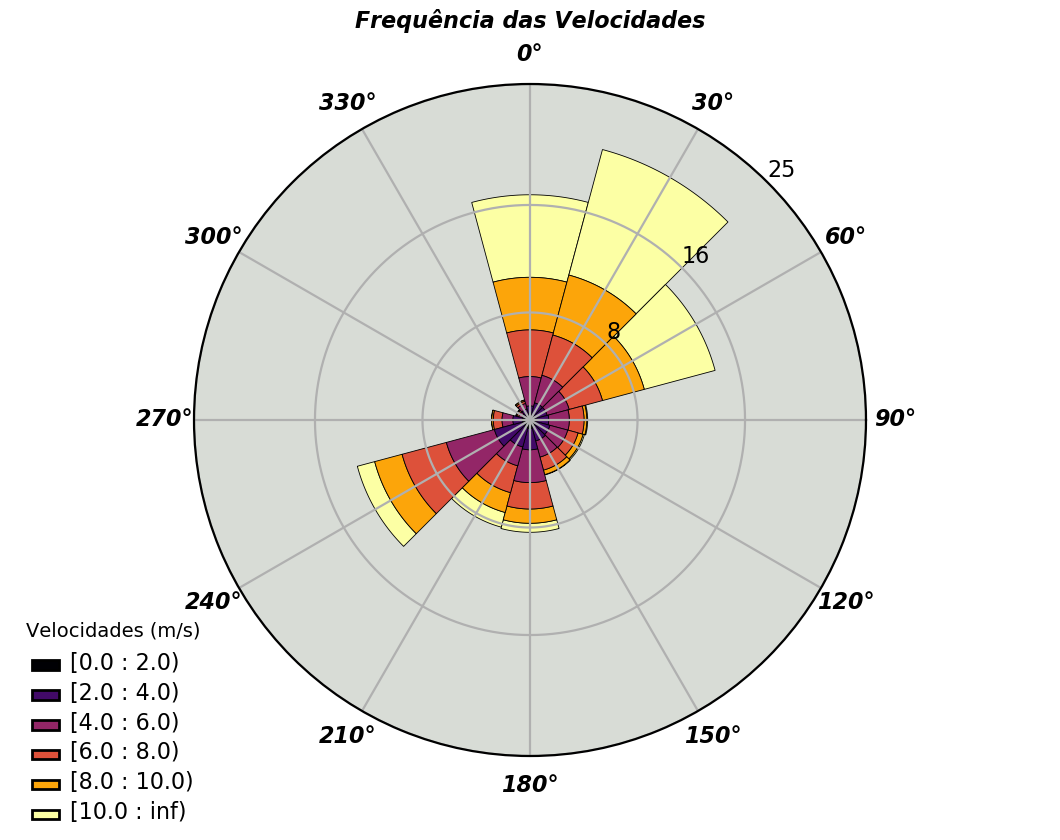 Frequência das Velocidades
0°
330°
30°
25
300°
60°
16
8
270°
90°
240°
120°
Velocidades (m/s)
[0.0 : 2.0)
[2.0 : 4.0)
[4.0 : 6.0)
210°
150°
[6.0 : 8.0)
180°
[8.0 : 10.0)
[10.0 : inf)